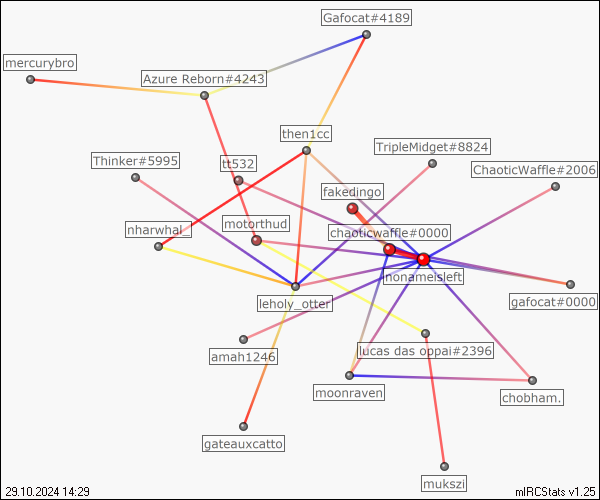 Gafocat#4189
mercurybro
Azure Reborn#4243
then1cc
TripleMidget#8824
Thinker#5995
tt532
ChaoticWaffle#2006
fakedingo
nharwhal_
motorthud
chaoticwaffle#0000
nonameisleft
leholy_otter
gafocat#0000
amah1246
lucas das oppai#2396
moonraven
chobham.
gateauxcatto
mukszi
29.10.2024 14:29
mIRCStats v1.25